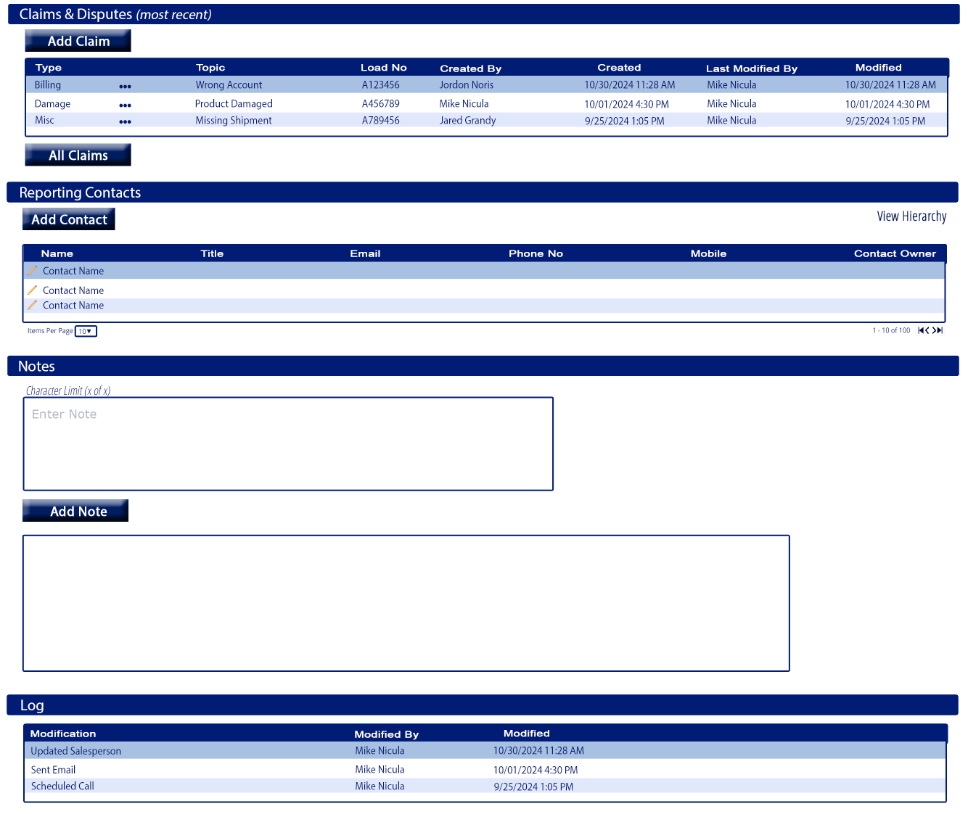 Claims & Disputes (most recent)
Add Claim
Type Topic Load No Created By Created Last Modified By Modified
Billing ••• Wrong Account A123456 Jordon Noris 10/30/2024 11:28 AM Mike Nicula 10/30/2024 11:28 AM
Damage ••• Product Damaged A456789 Mike Nicula 10/01/2024 4:30 PM Mike Nicula 10/01/2024 4:30 PM
Misc ••• Missing Shipment A789456 Jared Grandy 9/25/2024 1:05 PM Mike Nicula 9/25/2024 1:05 PM
All Claims
Reporting Contacts
Add Contact View Hierarchy
Name Title Email Phone No Mobile Contact Owner
Contact Name
Contact Name
Contact Name
Items Per Page 10▼ 1 - 10 of 100
Notes
Character Limit (x of x)
Enter Note
Add Note
Log
Modification Modified By Modified
Updated Salesperson Mike Nicula 10/30/2024 11:28 AM
Sent Email Mike Nicula 10/01/2024 4:30 PM
Scheduled Call Mike Nicula 9/25/2024 1:05 PM